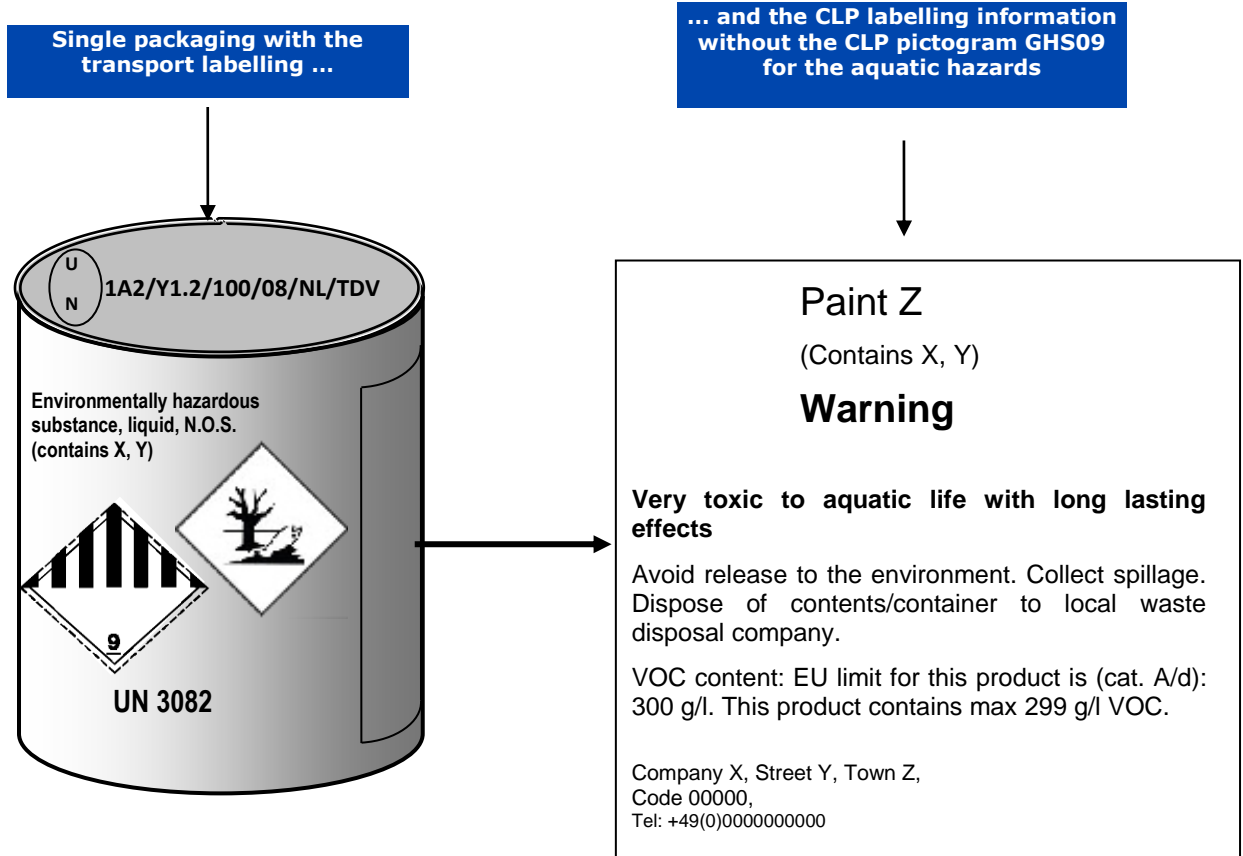 Single packaging with the
transport labelling ...
... and the CLP labelling information
without the CLP pictogram GHS09
for the aquatic hazards
U
N
1A2/Y1.2/100/08/NL/TDV
Environmentally hazardous
substance, liquid, N.O.S.
(contains X, Y)
9
UN 3082
Paint Z
(Contains X, Y)
Warning
Very toxic to aquatic life with long lasting
effects
Avoid release to the environment. Collect spillage.
Dispose of contents/container to local waste
disposal company.
VOC content: EU limit for this product is (cat. A/d):
300 g/l. This product contains max 299 g/l VOC.
Company X, Street Y, Town Z,
Code 00000,
Tel: +49(0)0000000000